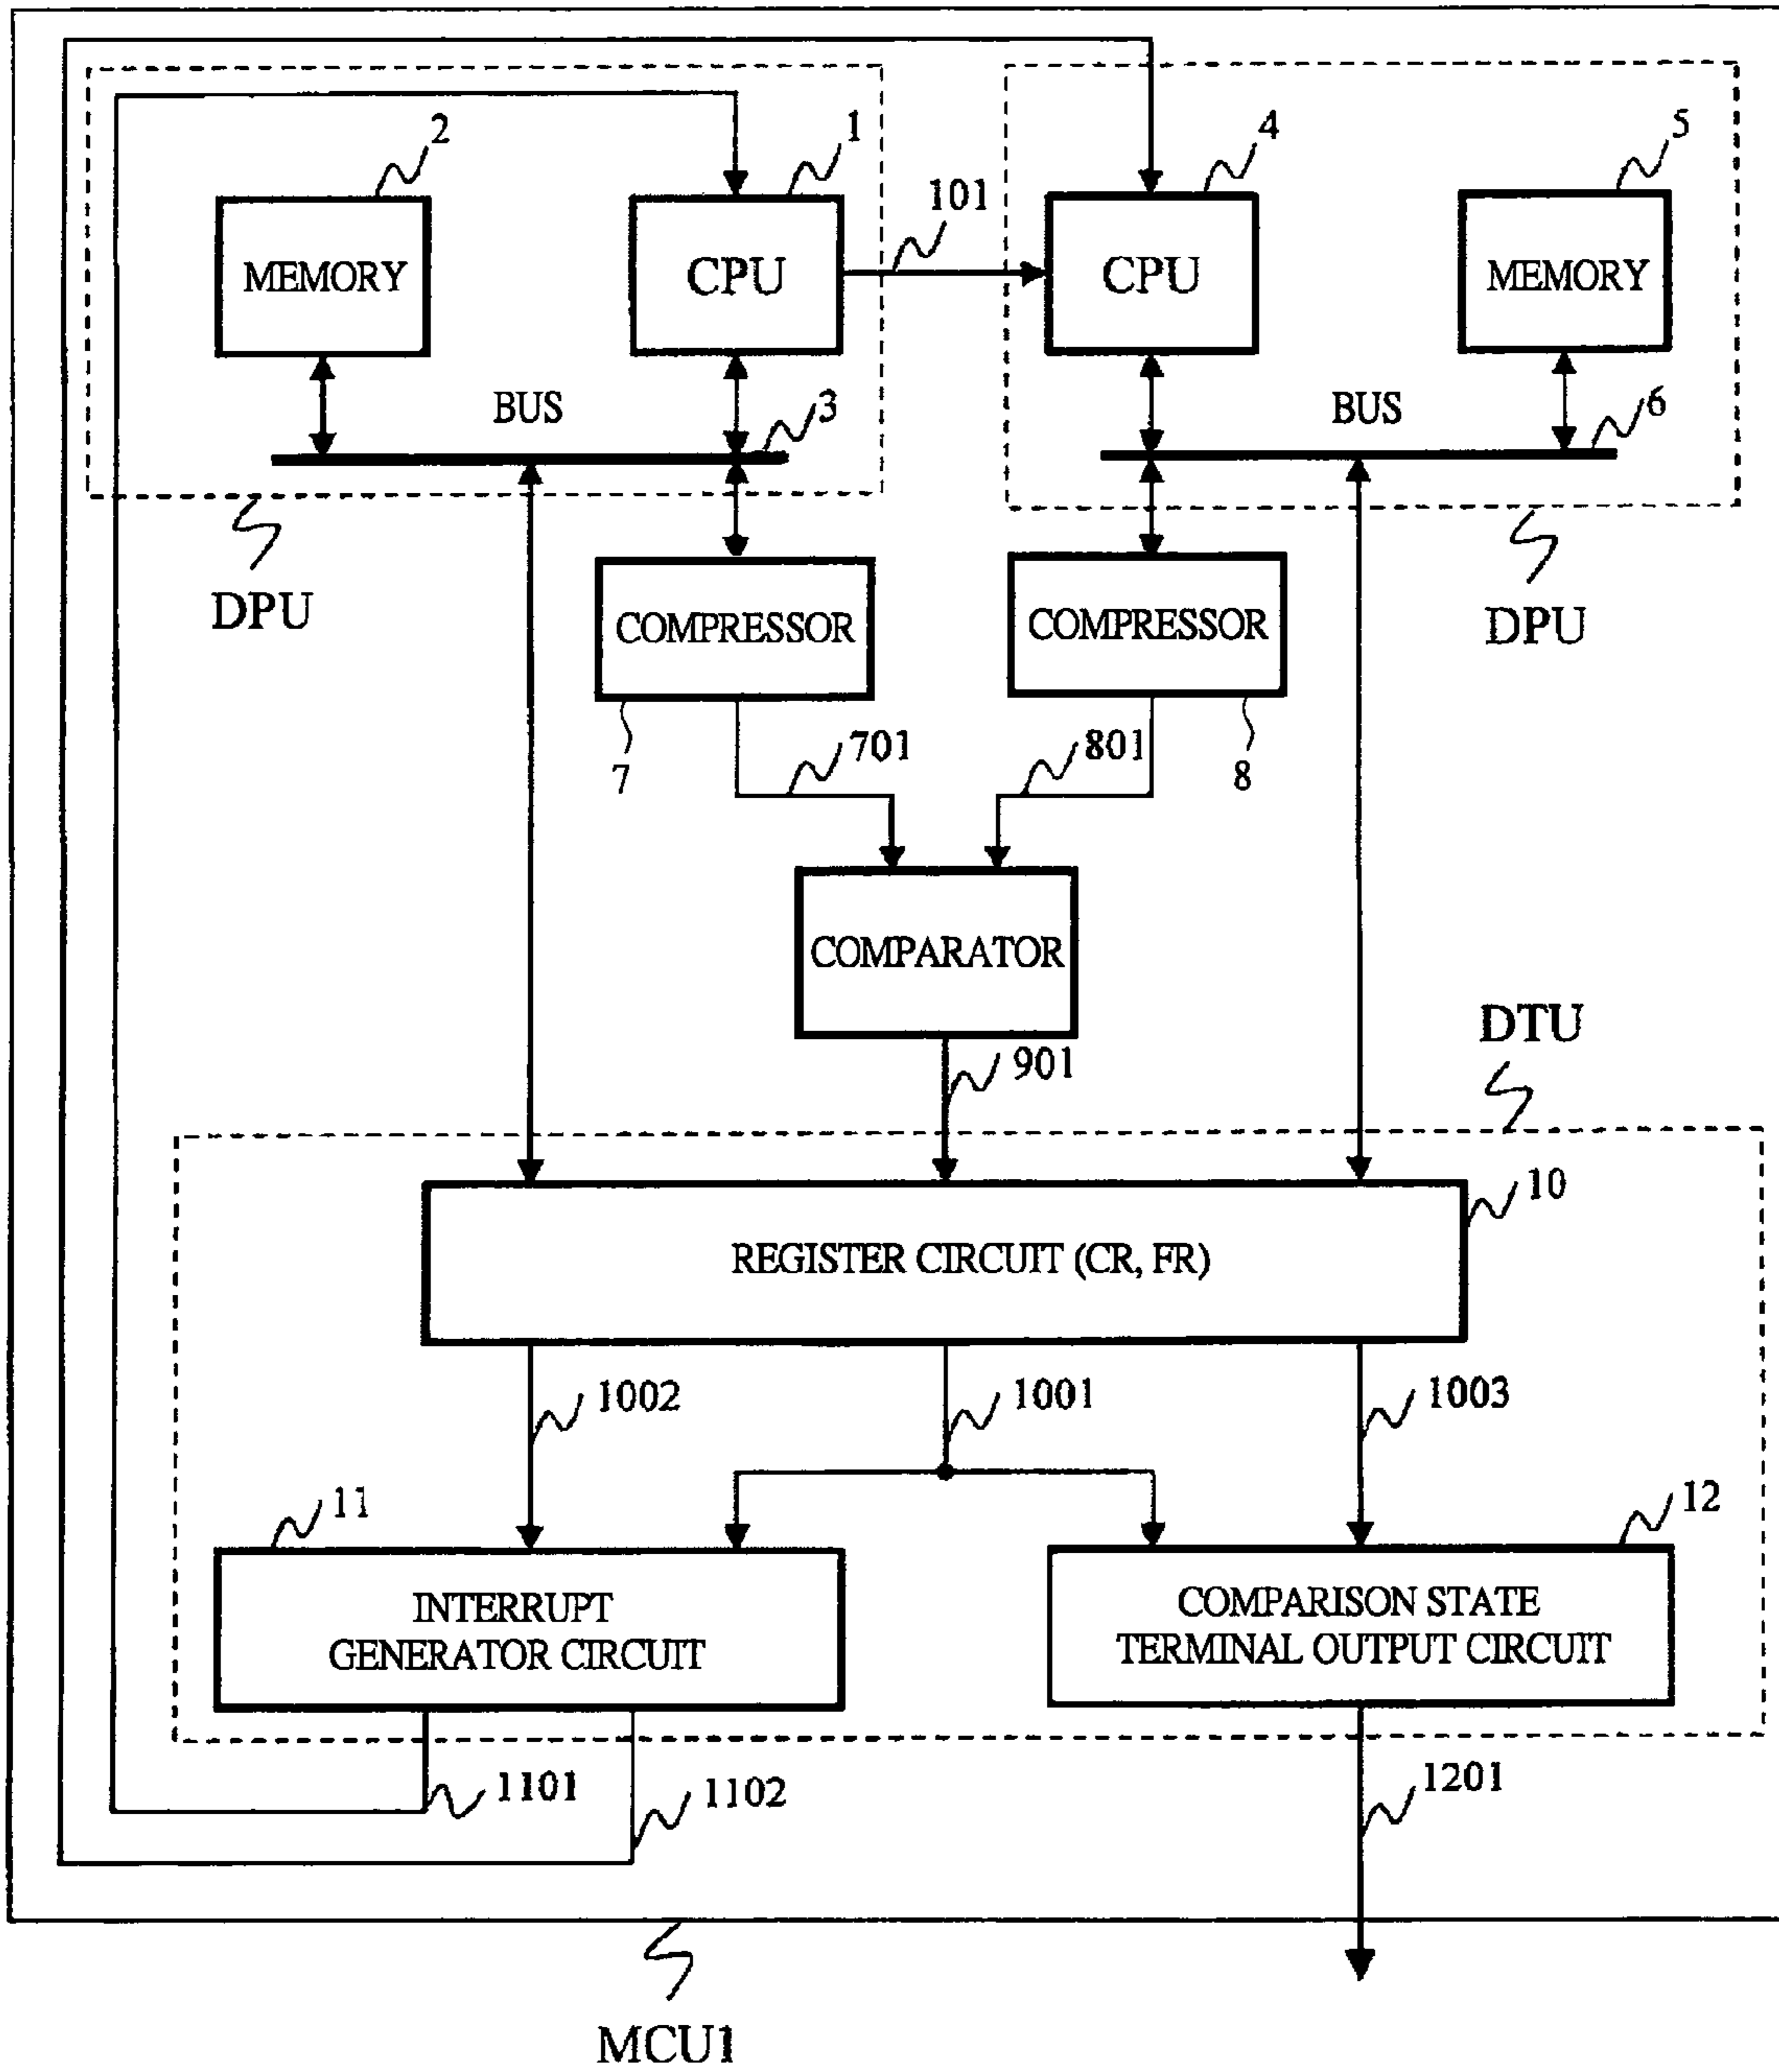 2
1
4
5
101
MEMORY
CPU
CPU
MEMORY
BUS
3
BUS
6
DPU
DPU
COMPRESSOR
COMPRESSOR
7
701
801
8
COMPARATOR
901
DTU
10
REGISTER CIRCUIT (CR, FR)
1002
1001
1003
11
12
INTERRUPT
GENERATOR CIRCUIT
COMPARISON STATE
TERMINAL OUTPUT CIRCUIT
1101
1102
1201
MCU1